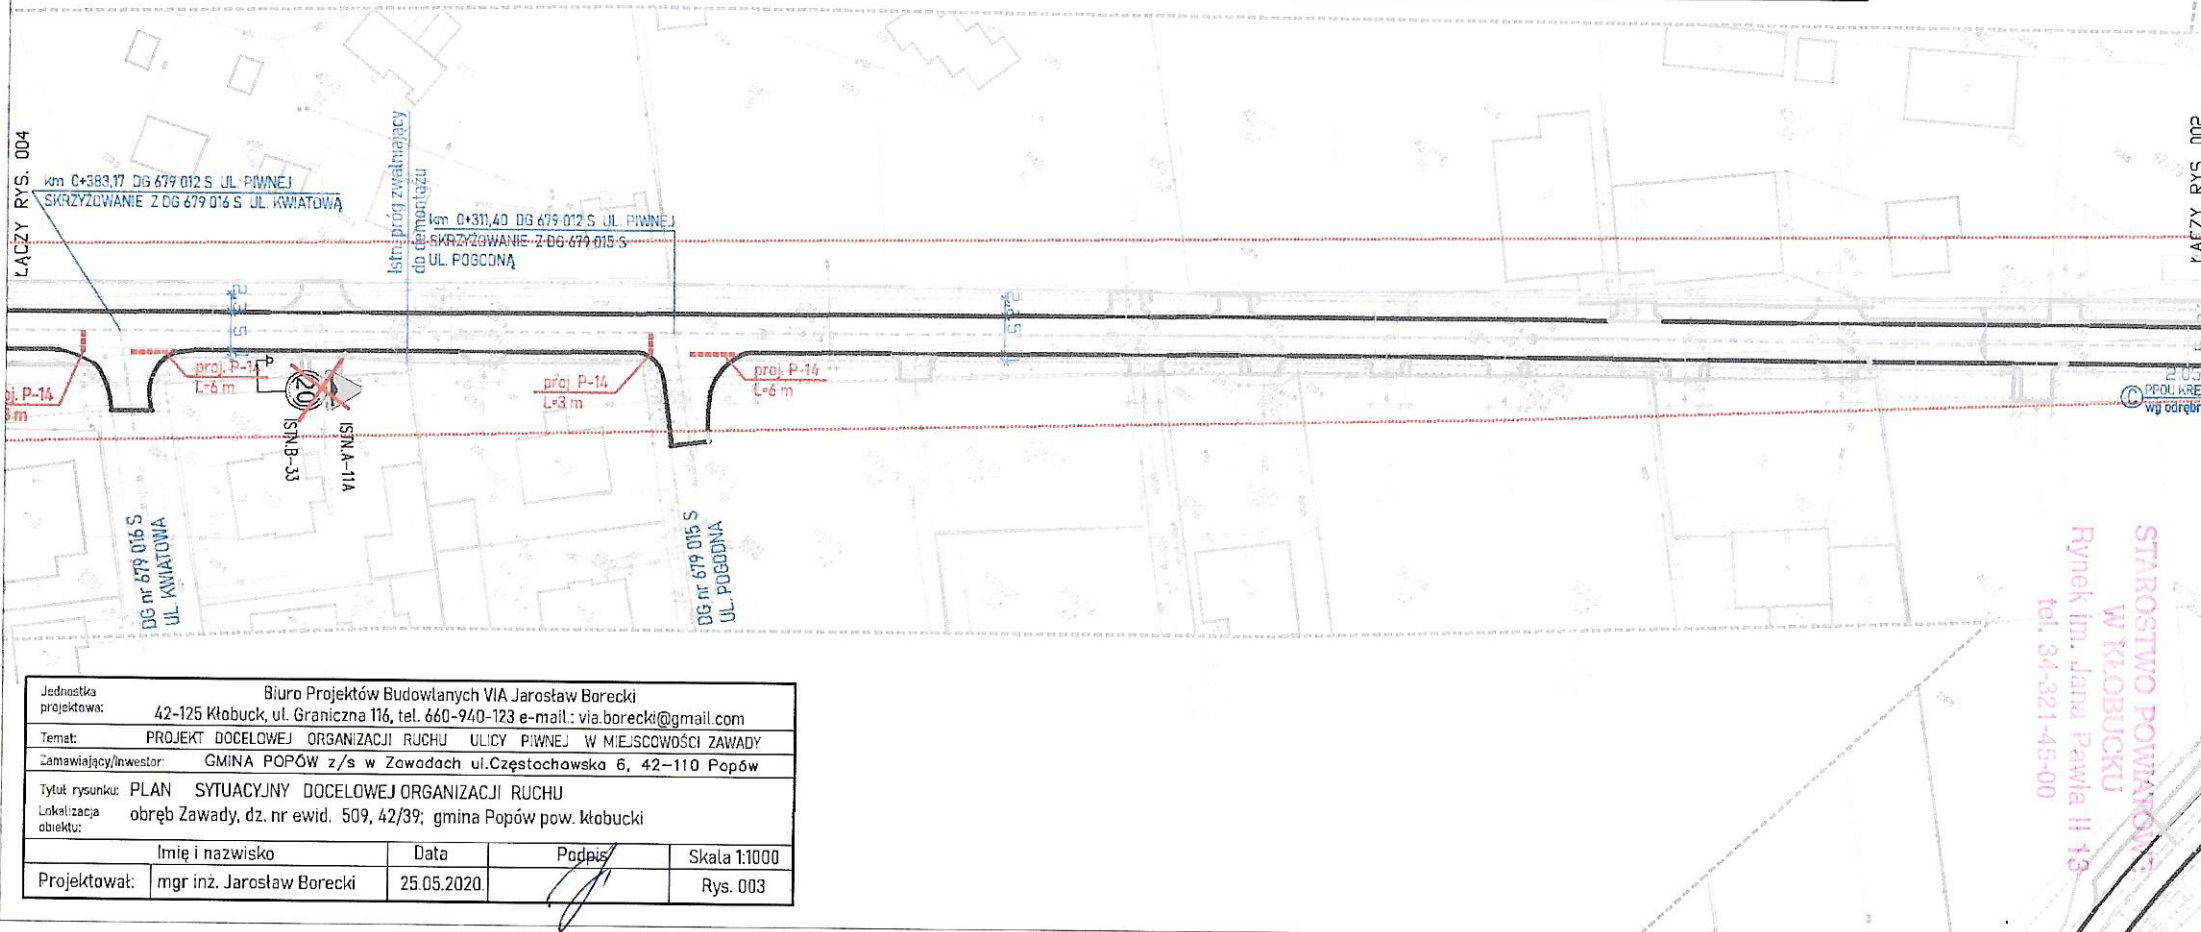 ŁĄCZY RYS. 004
km 0+383,17 DG 679 012 S UL. PIWNEJ
SKRZYŻOWANIE Z DG 679 016 S UL. KWIATOWĄ
Istn. próg zwalniający
do demontażu
km 0+311,40 DG 679 012 S UL. PIWNEJ
SKRZYŻOWANIE Z DG 679 015 S
UL. POGODNĄ
ŁĄCZY RYS. 002
P-14
proj. P-14
L=6 m
20
ISTN.B-33
ISTN.A-11A
proj. P-14
L=3 m
proj. P-14
L=6 m
C
wg
DG nr 679 016 S
UL. KWIATOWA
DG nr 679 015 S
UL. POGODNA
STAROSTWO POWIATOWE
W KŁOBUCKU
Rynek im. Jana Pawła II 13
tel. 34-321-45-00
Jednostka projektowa: Biuro Projektów Budowlanych VIA Jarosław Borecki
42-125 Kłobuck, ul. Graniczna 116, tel. 660-940-123 e-mail.: via.borecki@gmail.com
Temat: PROJEKT DOCELOWEJ ORGANIZACJI RUCHU ULICY PIWNEJ W MIEJSCOWOŚCI ZAWADY
Zamawiający/Inwestor: GMINA POPÓW z/s w Zawadach ul.Częstochowska 6, 42-110 Popów
Tytuł rysunku: PLAN SYTUACYJNY DOCELOWEJ ORGANIZACJI RUCHU
Lokalizacja obiektu: obręb Zawady, dz. nr ewid. 509, 42/39; gmina Popów pow. kłobucki
Imię i nazwisko Data Podpis Skala 1:1000
Projektował: mgr inż. Jarosław Borecki 25.05.2020. Rys. 003